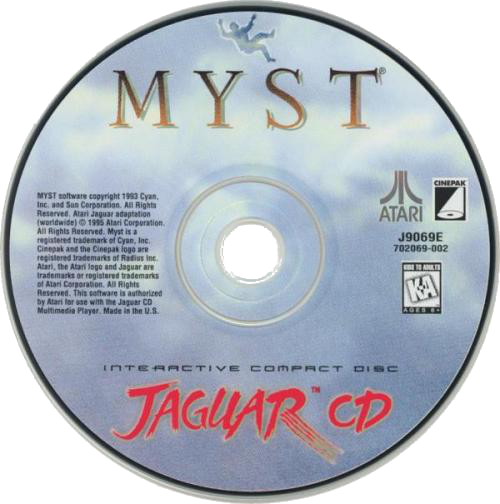 MYST®
MYST software copyright 1993 Cyan,
Inc. and Sun Corporation. All Rights
Reserved. Atari Jaguar adaptation
(worldwide) © 1995 Atari Corporation.
All Rights Reserved. Myst is a
registered trademark of Cyan, Inc.
Cinepak and the Cinepak logo are
registered trademarks of Radius Inc.
Atari, the Atari logo and Jaguar are
trademarks or registered trademarks
of Atari Corporation. All Rights
Reserved. This software is authorized
by Atari for use with the Jaguar CD
Multimedia Player. Made in the U.S.
ATARI
CINEPAK
J9069E
702069-002
KIDS TO ADULTS
K-A
AGES 6+
INTERACTIVE COMPACT DISC
JAGUAR™ CD